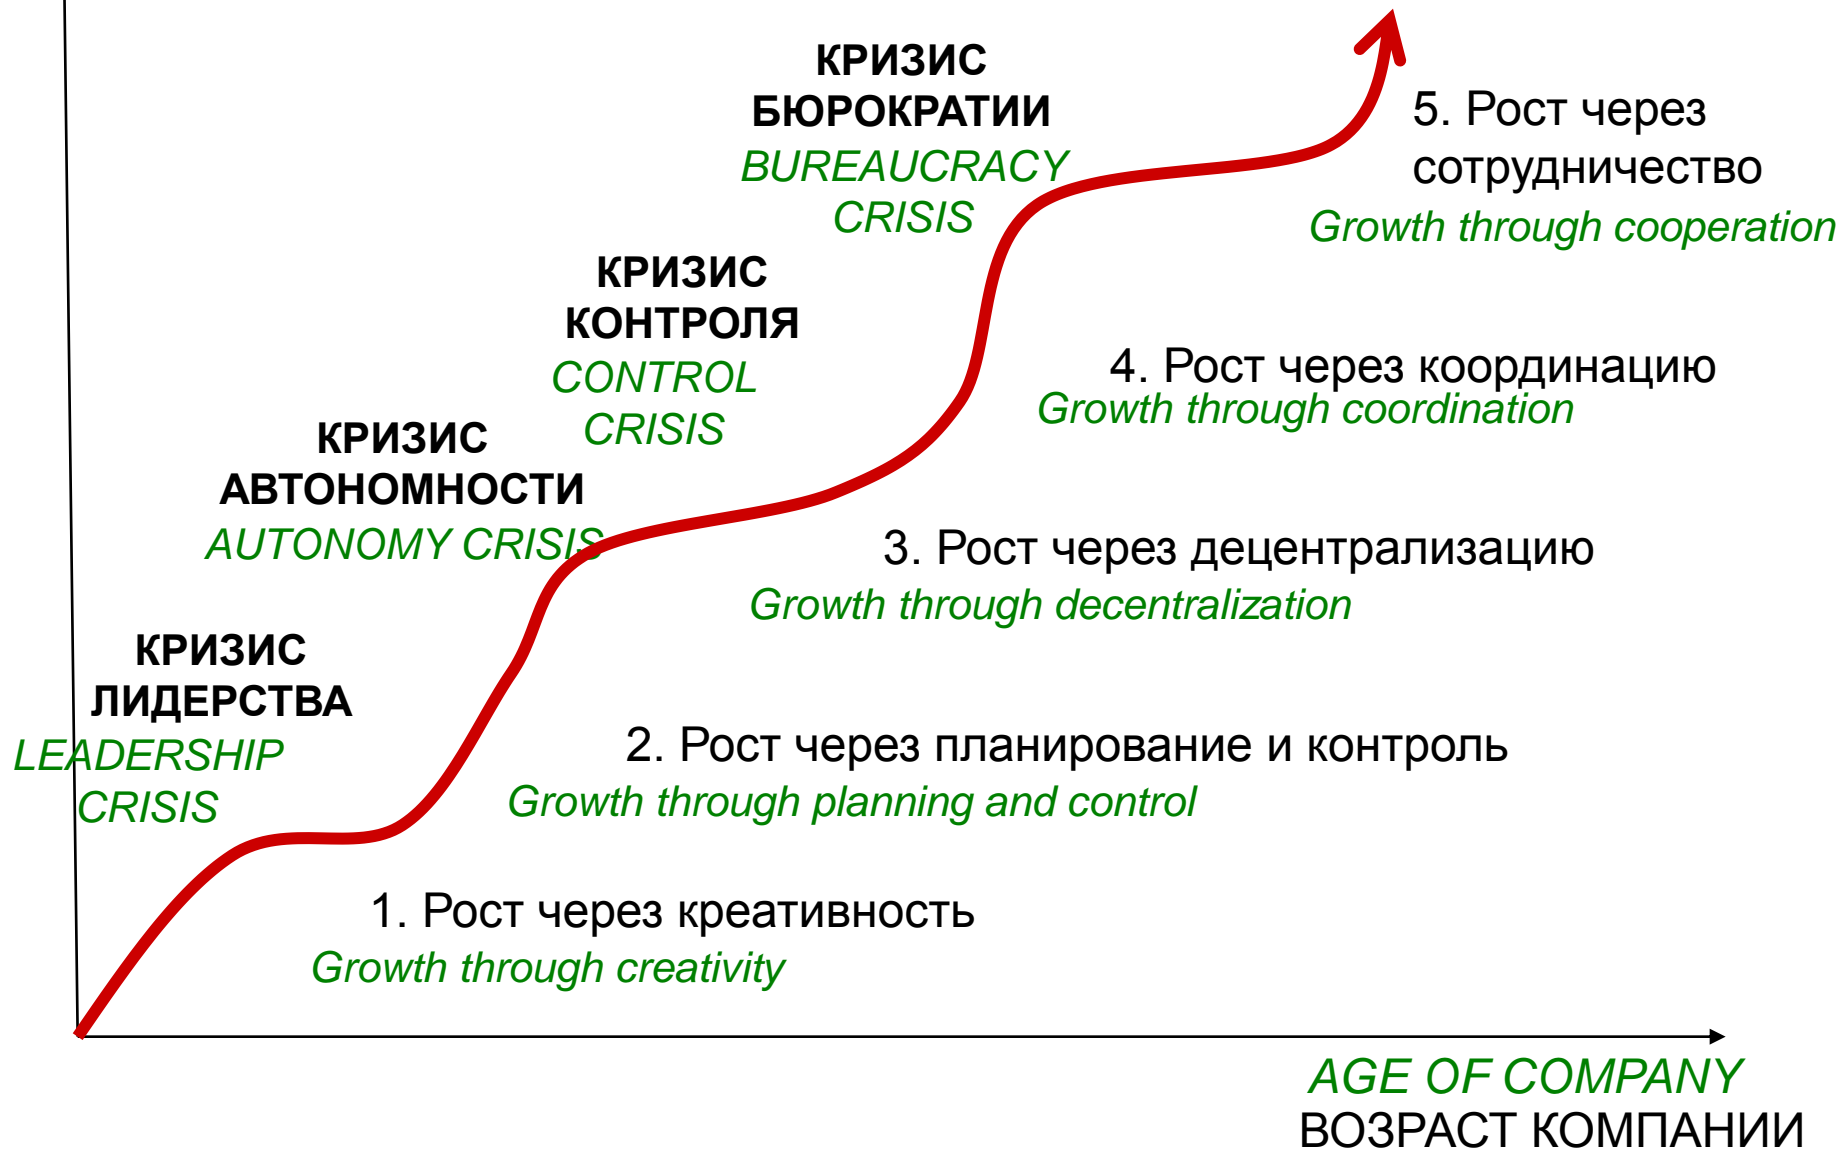 КРИЗИС
БЮРОКРАТИИ
BUREAUCRACY
CRISIS
5. Рост через
сотрудничество
Growth through cooperation
КРИЗИС
КОНТРОЛЯ
CONTROL
CRISIS
4. Рост через координацию
Growth through coordination
КРИЗИС
АВТОНОМНОСТИ
AUTONOMY CRISIS
3. Рост через децентрализацию
Growth through decentralization
КРИЗИС
ЛИДЕРСТВА
LEADERSHIP
CRISIS
2. Рост через планирование и контроль
Growth through planning and control
1. Рост через креативность
Growth through creativity
AGE OF COMPANY
ВОЗРАСТ КОМПАНИИ